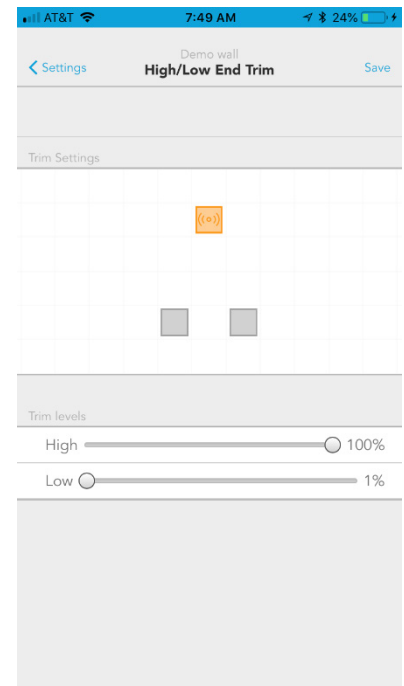 AT&T 7:49 AM 24%
Demo wall
Settings High/Low End Trim Save
Trim Settings
Trim levels
High 100%
Low 1%